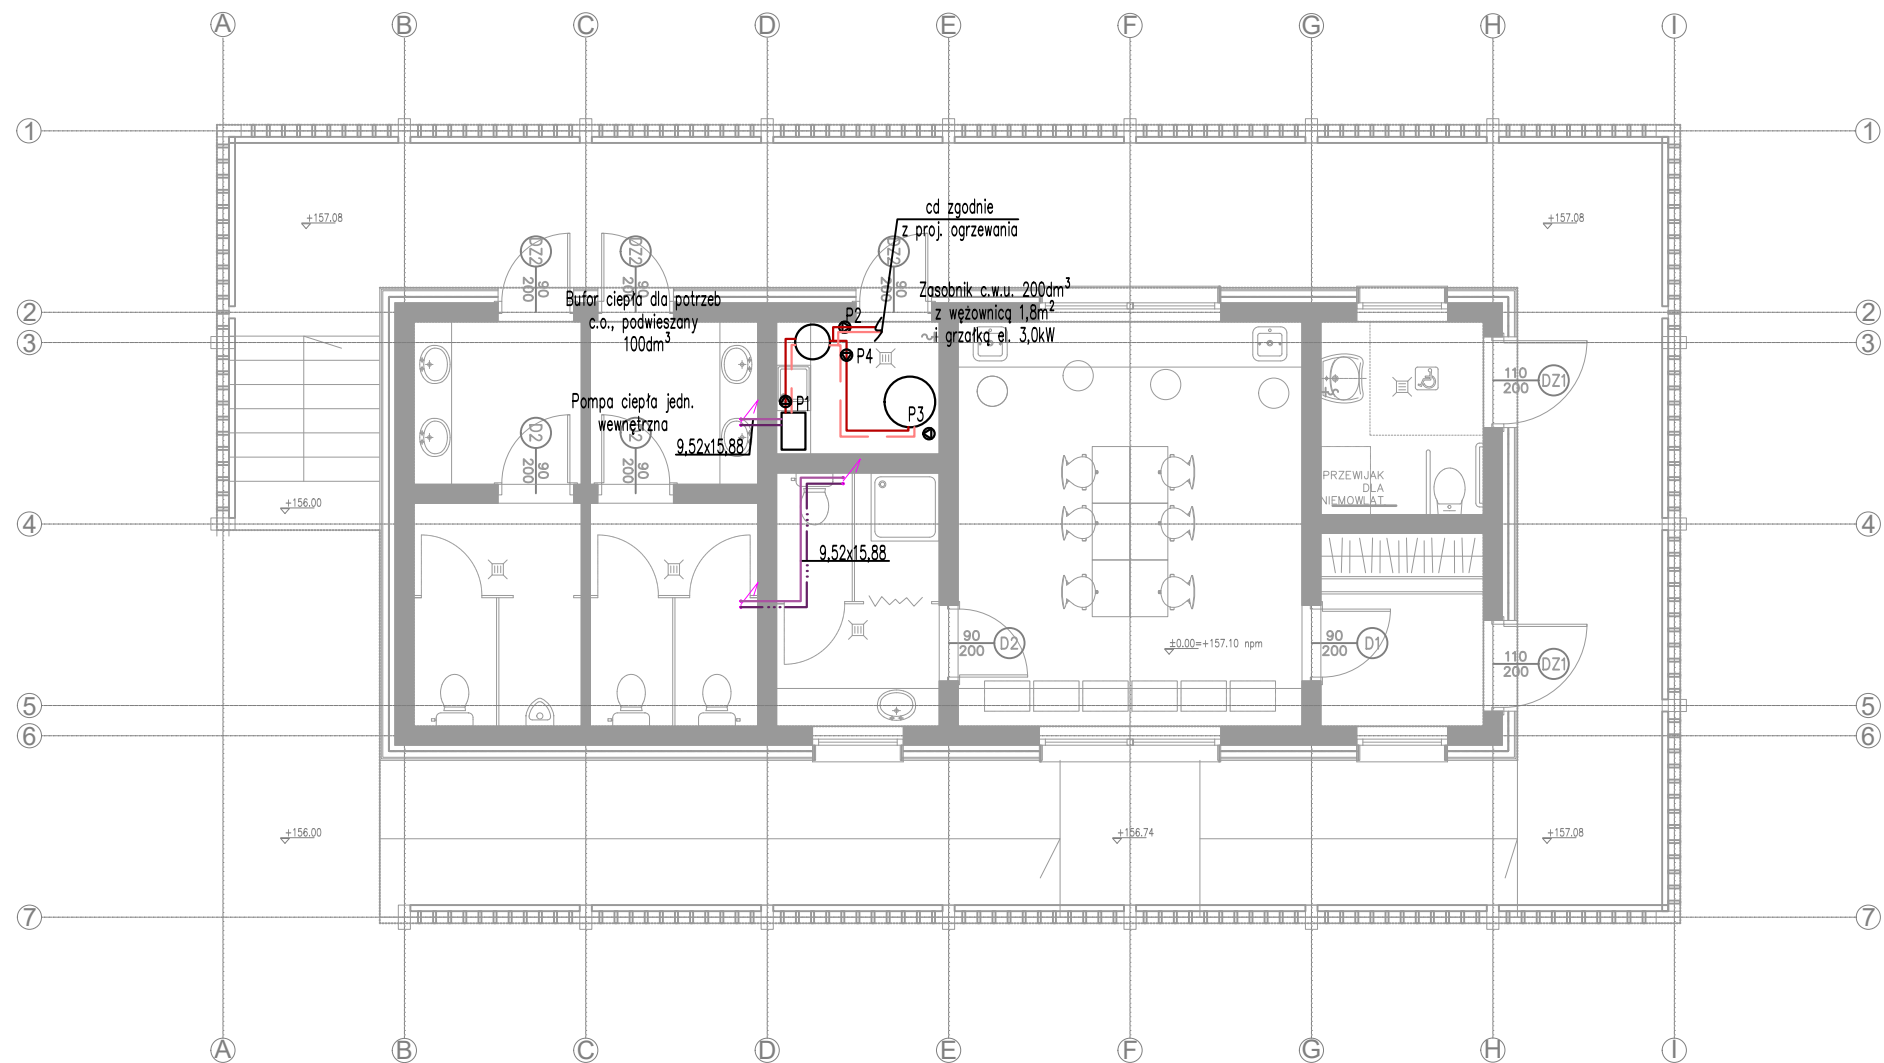 A B C D E F G H I
1 1
+157.08 cd zgodnie +157.08
z proj. ogrzewania
DZ2 90 200
DZ2 90 200
DZ2 90 200
Bufor ciepła dla potrzeb
c.o., podwieszany
100dm³
Zasobnik c.w.u. 200dm³
z wężownicą 1,8m²
i grzałką el. 3,0kW
2 2
3 3
P2
P4
P1
P3
110 200 DZ1
Pompa ciepła jedn.
wewnętrzna
9,52x15,88
D2 90 200
D2 90 200
PRZEWIJAK
DLA
NIEMOWLAT
+156.00
4 4
9,52x15,88
90 200 D2
±0.00=+157.10 npm
90 200 D1
110 200 DZ1
5 5
6 6
+156.00 +156.74 +157.08
7 7
A B C D E F G H I